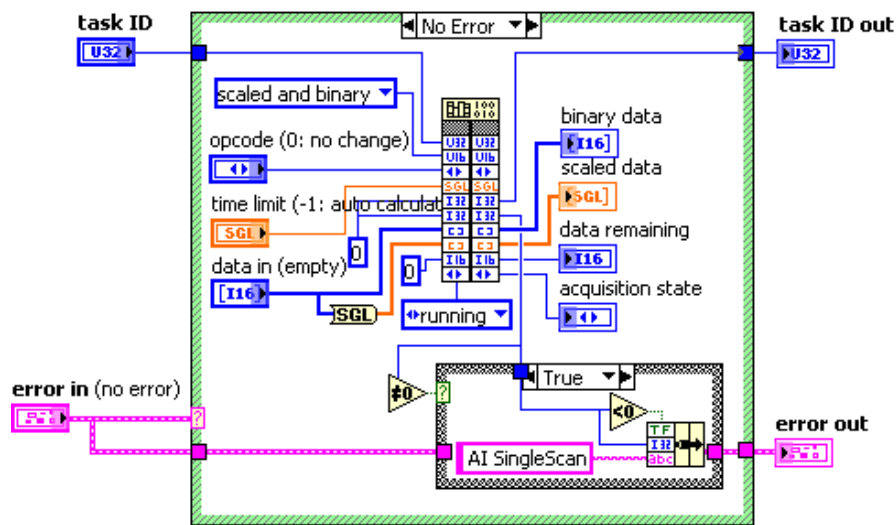 task ID
No Error
task ID out
U32
U32
scaled and binary
100
010
binary data
opcode (0: no change)
U32 U32
[I16]
U16 U16
scaled data
SGL SGL
SGL]
time limit (-1: auto calculat
I32 I32
SGL
I32 I32
data remaining
0
data in (empty)
0
I16 I16
I16
[I16]
acquisition state
SGL
running
True
≠0
?
<0
error in (no error)
?
TF
I32
error out
AI SingleScan
abc